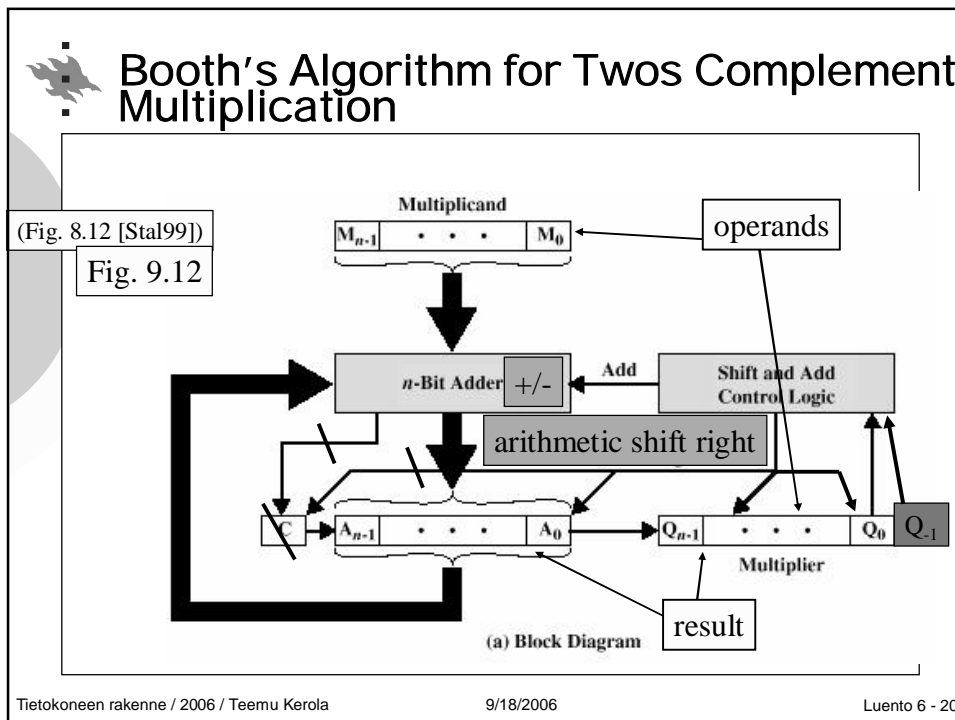 Booth's Algorithm for Twos Complement
Multiplication
(Fig. 8.12 [Stal99])
Fig. 9.12
Multiplicand
Mn-1 • • • M0
operands
n-Bit Adder +/-
Add
Shift and Add
Control Logic
arithmetic shift right
C An-1 • • • A0 Qn-1 • • • Q0 Q-1
Multiplier
result
(a) Block Diagram
Tietokoneen rakenne / 2006 / Teemu Kerola 9/18/2006 Luento 6 - 20